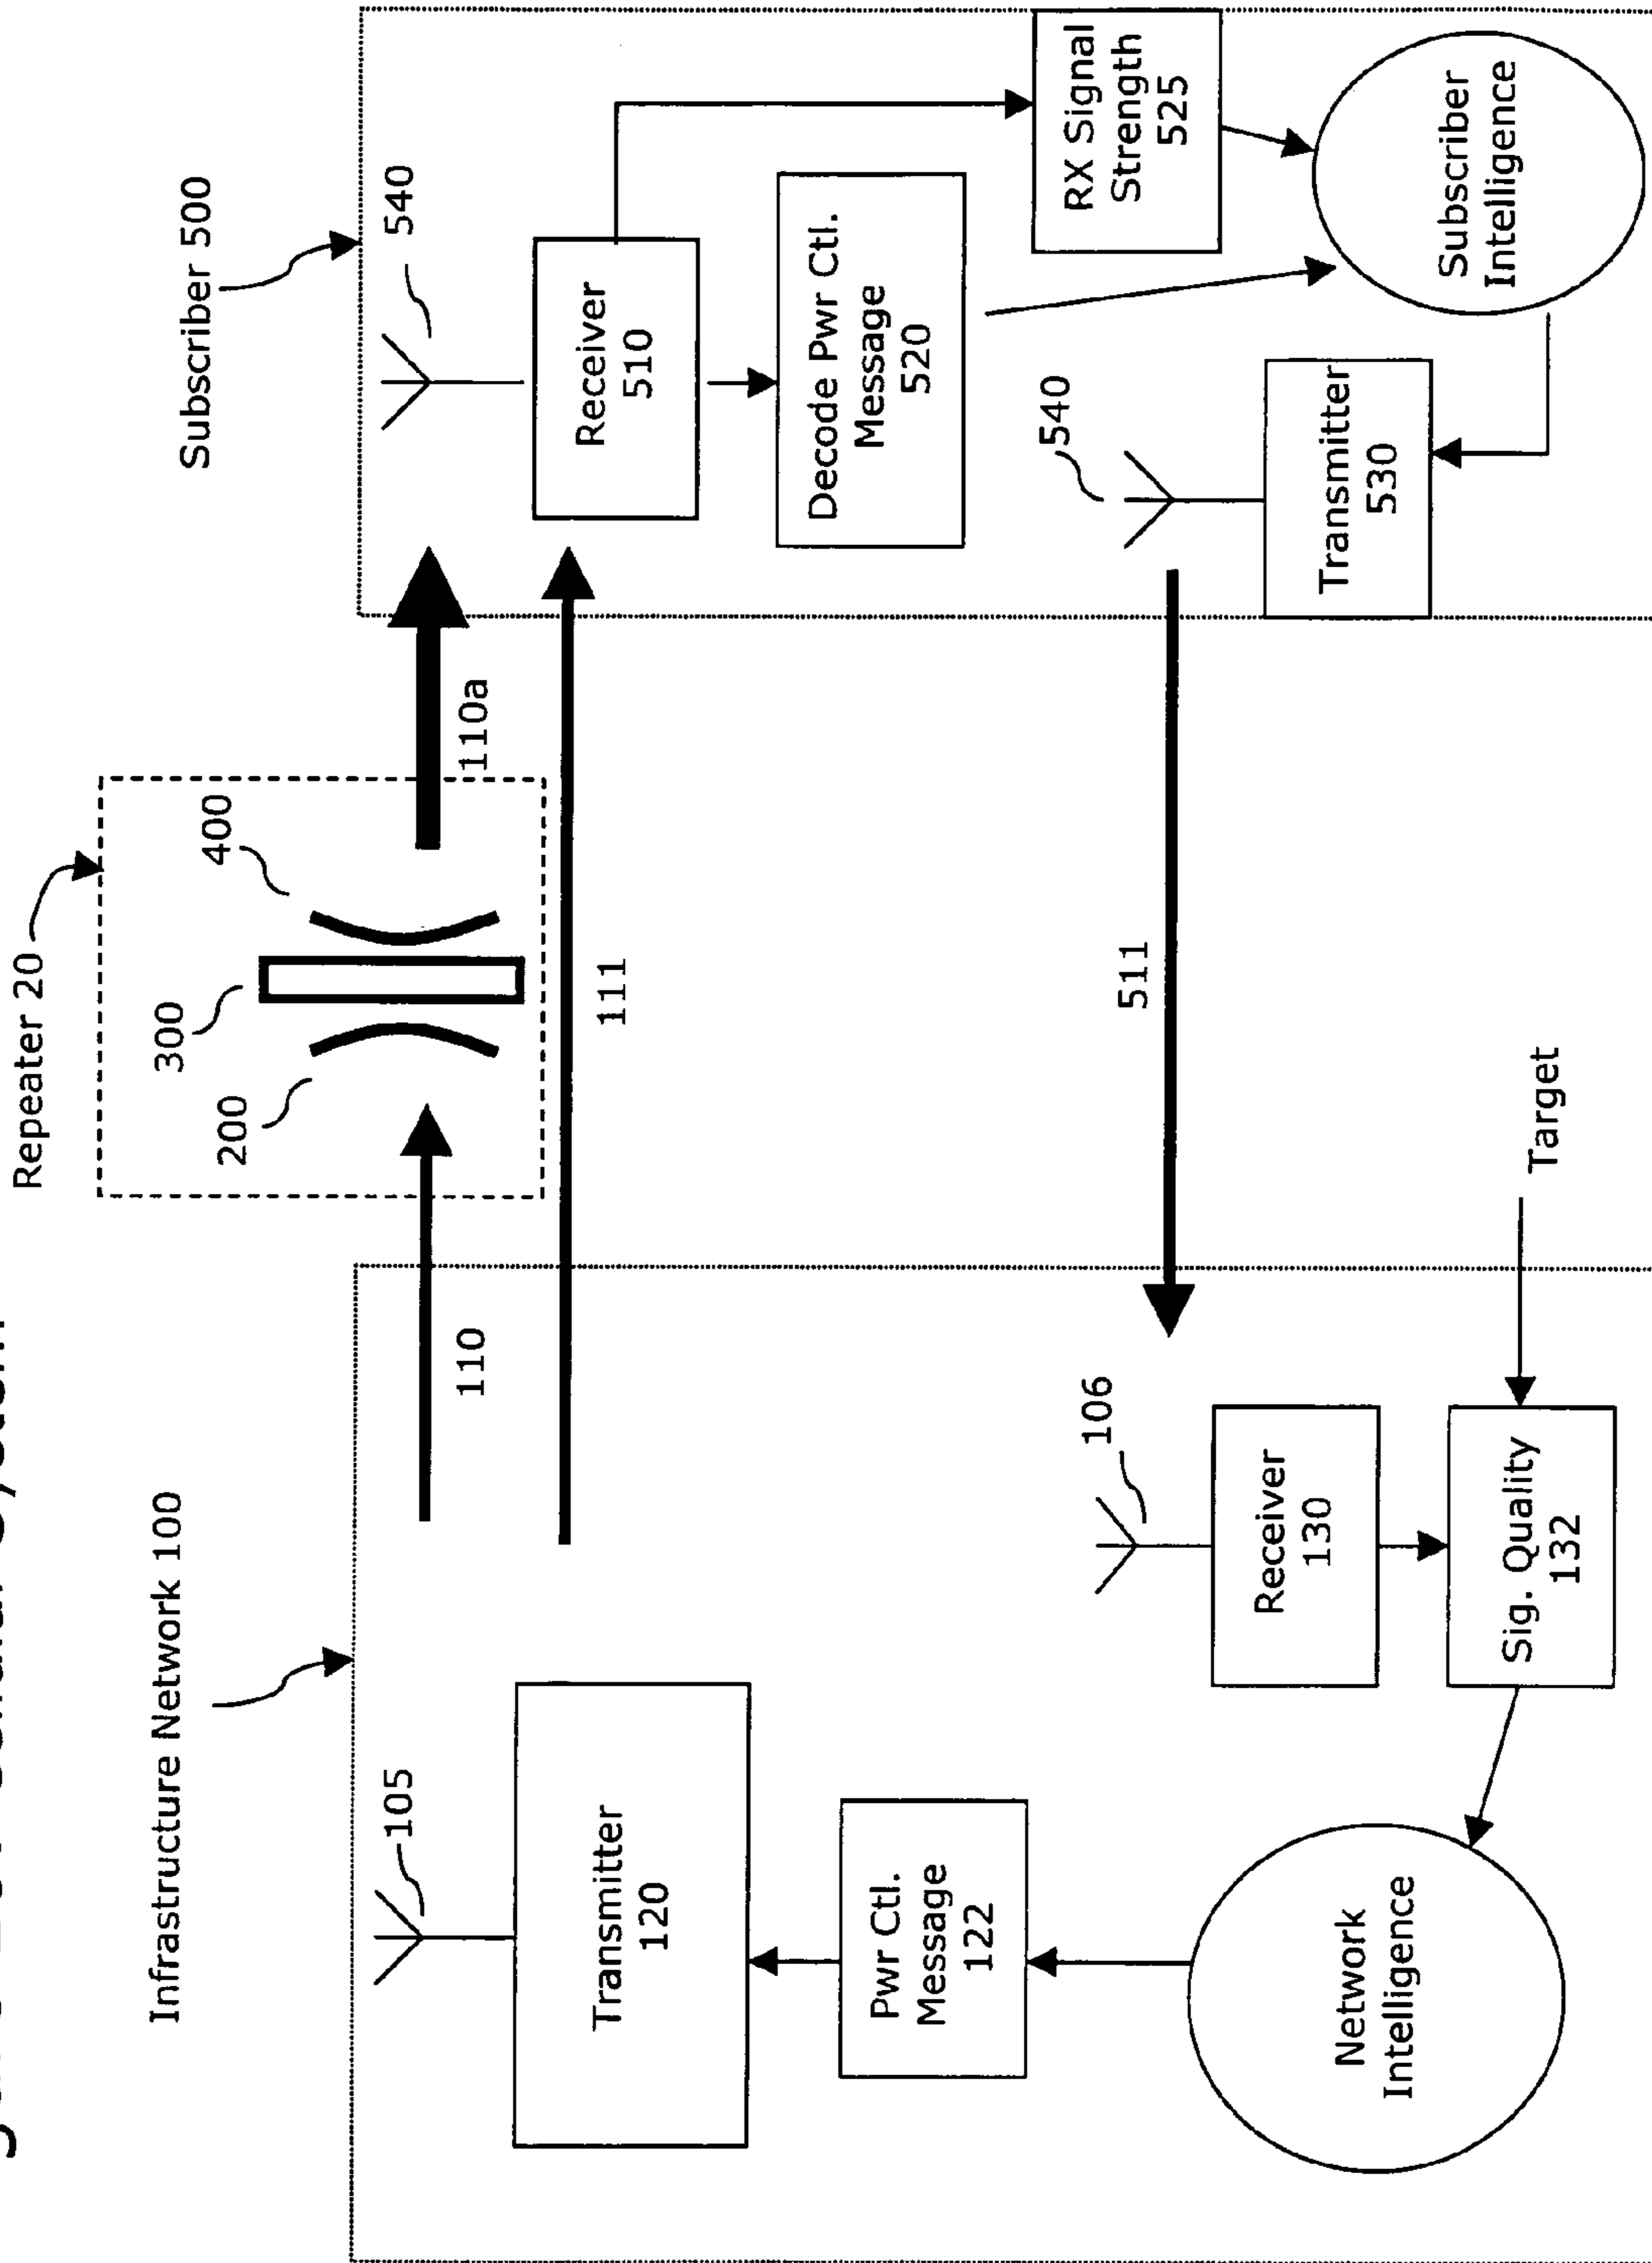 Repeater 20
Infrastructure Network 100
Subscriber 500
200
300
400
110
110a
111
105
Transmitter
120
Pwr Ctl.
Message
122
Network
Intelligence
106
Receiver
130
Sig. Quality
132
Target
511
540
Receiver
510
Decode Pwr Ctl.
Message
520
RX Signal
Strength
525
540
Transmitter
530
Subscriber
Intelligence